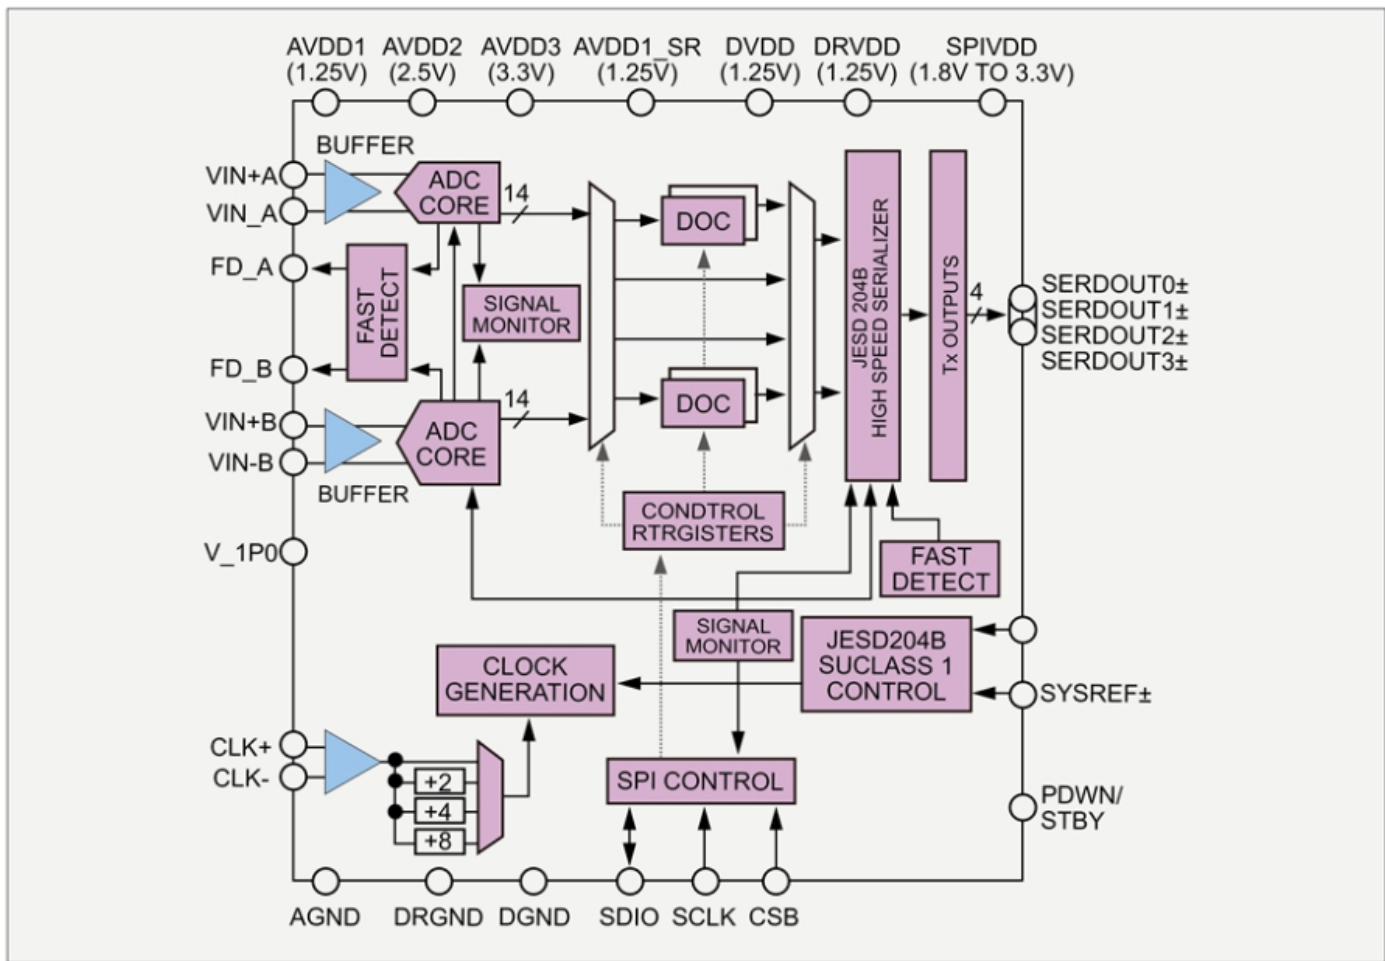 AVDD1 AVDD2 AVDD3 AVDD1_SR DVDD DRVDD SPIVDD
(1.25V) (2.5V) (3.3V) (1.25V) (1.25V) (1.25V) (1.8V TO 3.3V)
BUFFER
VIN+A
VIN_A
ADC
CORE
14
DOC
FD_A
FAST
DETECT
SIGNAL
MONITOR
FD_B
VIN+B
VIN-B
BUFFER
ADC
CORE
14
DOC
JESD 204B
HIGH SPEED SERIALIZER
Tx OUTPUTS
4
SERDOUT0±
SERDOUT1±
SERDOUT2±
SERDOUT3±
CONDTROL
RTRGISTERS
V_1P0
FAST
DETECT
SIGNAL
MONITOR
JESD204B
SUCLASS 1
CONTROL
SYSREF±
CLOCK
GENERATION
CLK+
CLK-
+2
+4
+8
SPI CONTROL
PDWN/
STBY
AGND DRGND DGND SDIO SCLK CSB